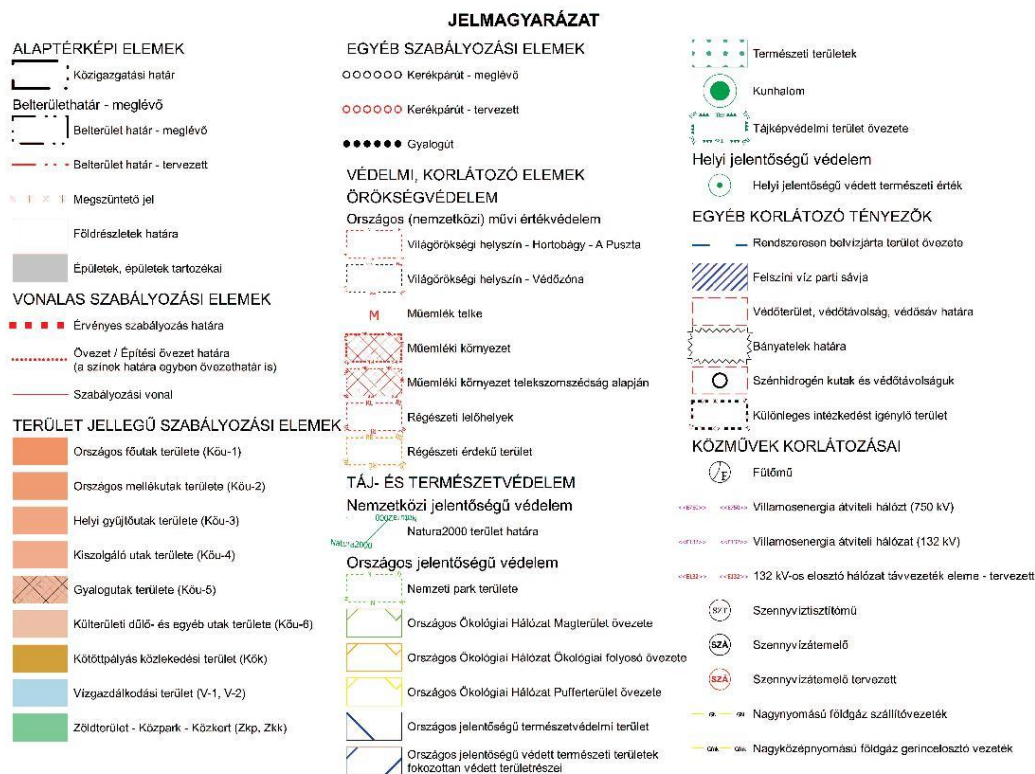 JELMAGYARÁZAT
ALAPTÉRKÉPI ELEMEK
Közigazgatási határ
Belterülethatár - meglévő
Belterület határ - meglévő
Belterület határ - tervezett
Megszüntető jel
Földrészletek határa
Épületek, épületek tartozékai
VONALAS SZABÁLYOZÁSI ELEMEK
Érvényes szabályozás határa
Övezet / Építési övezet határa
(a színek határa egyben övezethatár is)
Szabályozási vonal
TERÜLET JELLEGŰ SZABÁLYOZÁSI ELEMEK
Országos főutak területe (Köu-1)
Országos mellékutak területe (Köu-2)
Helyi gyűjtőutak területe (Köu-3)
Kiszolgáló utak területe (Köu-4)
Gyalogutak területe (Köu-5)
Külterületi dűlő- és egyéb utak területe (Köu-6)
Kötöttpályás közlekedési terület (Kök)
Vízgazdálkodási terület (V-1, V-2)
Zöldterület - Közpark - Közkert (Zkp, Zkk)
EGYÉB SZABÁLYOZÁSI ELEMEK
Kerékpárút - meglévő
Kerékpárút - tervezett
Gyalogút
VÉDELMI, KORLÁTOZÓ ELEMEK
ÖRÖKSÉGVÉDELEM
Országos (nemzetközi) művi értékvédelem
Világörökségi helyszín - Hortobágy - A Puszta
Világörökségi helyszín - Védőzóna
M
Műemlék telke
Műemléki környezet
Műemléki környezet telekszomszédság alapján
Régészeti lelőhelyek
Régészeti érdekű terület
TÁJ- ÉS TERMÉSZETVÉDELEM
Nemzetközi jelentőségű védelem
Natura2000
Natura2000
Natura2000 terület határa
Országos jelentőségű védelem
Nemzeti park területe
Országos Ökológiai Hálózat Magterület övezete
Országos Ökológiai Hálózat Ökológiai folyosó övezete
Országos Ökológiai Hálózat Pufferterület övezete
Országos jelentőségű természetvédelmi terület
Országos jelentőségű védett természeti területek
fokozottan védett területrészei
Természeti területek
Kunhalom
Tájképvédelmi terület övezete
Helyi jelentőségű védelem
Helyi jelentőségű védett természeti érték
EGYÉB KORLÁTOZÓ TÉNYEZŐK
Rendszeresen belvízjárta terület övezete
Felszíni víz parti sávja
Védőterület, védőtávolság, védősáv határa
Bányatelek határa
Szénhidrogén kutak és védőtávolságuk
Különleges intézkedést igénylő terület
KÖZMŰVEK KORLÁTOZÁSAI
Fűtőmű
<<E750>> <<E750>> Villamosenergia átviteli hálózt (750 kV)
<<E132>> <<E132>> Villamosenergia átviteli hálózat (132 kV)
<<E132>> <<E132>> 132 kV-os elosztó hálózat távvezeték eleme - tervezett
SZT Szennyvíztisztítómű
SZÁ Szennyvízátemelő
SZÁ Szennyvízátemelő tervezett
GN GN Nagynyomású földgáz szállítóvezeték
Nagyközépnyomású földgáz gerincelosztó vezeték